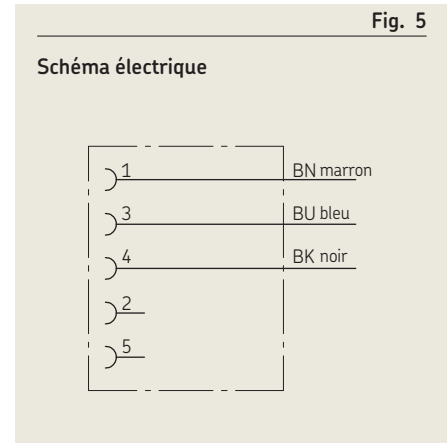 Fig. 5
Schéma électrique
1 BN marron
3 BU bleu
4 BK noir
2
5